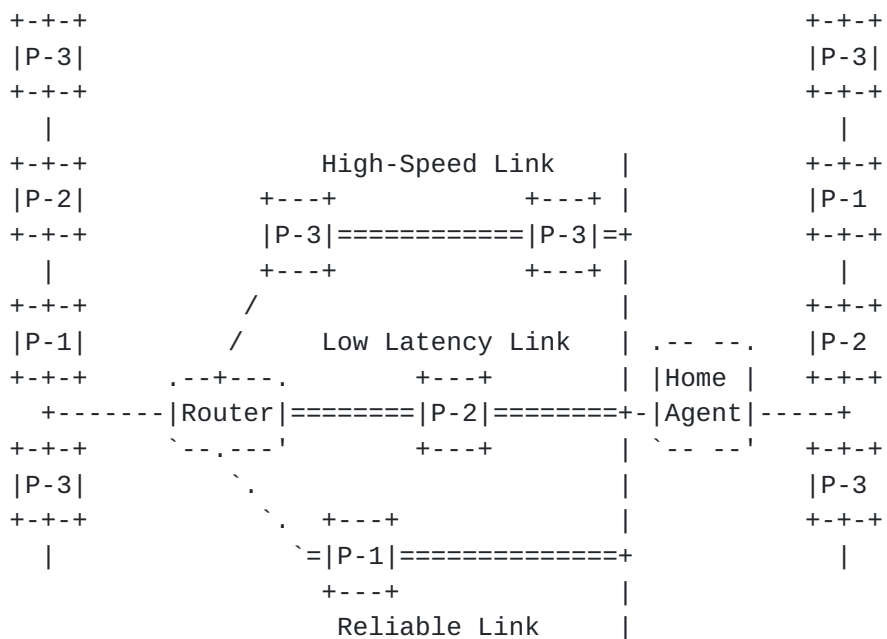 +-+-+                                              +-+-+
|P-3|                                              |P-3|
+-+-+                                              +-+-+
  |                                                  |
+-+-+               High-Speed Link    |           +-+-+
|P-2|           +---+            +---+ |           |P-1
+-+-+           |P-3|============|P-3|=+           +-+-+
  |             +---+            +---+ |             |
+-+-+          /                       |           +-+-+
|P-1|         /     Low Latency Link   | .-- --.   |P-2
+-+-+     .--+---.        +---+        | |Home |   +-+-+
  +-------|Router|========|P-2|========+-|Agent|-----+
+-+-+     `--.---'        +---+        | `-- --'   +-+-+
|P-3|         `.                       |           |P-3
+-+-+           `.  +---+              |           +-+-+
  |               `=|P-1|==============+             |
                    +---+              |
                     Reliable Link     |